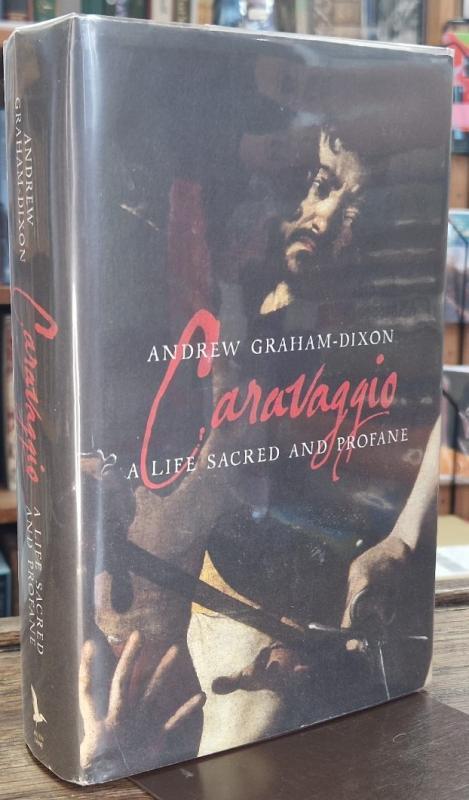 ANDREW GRAHAM-DIXON
Caravaggio
A LIFE SACRED AND PROFANE
ANDREW
GRAHAM-DIXON
Caravaggio
A LIFE SACRED
AND PROFANE